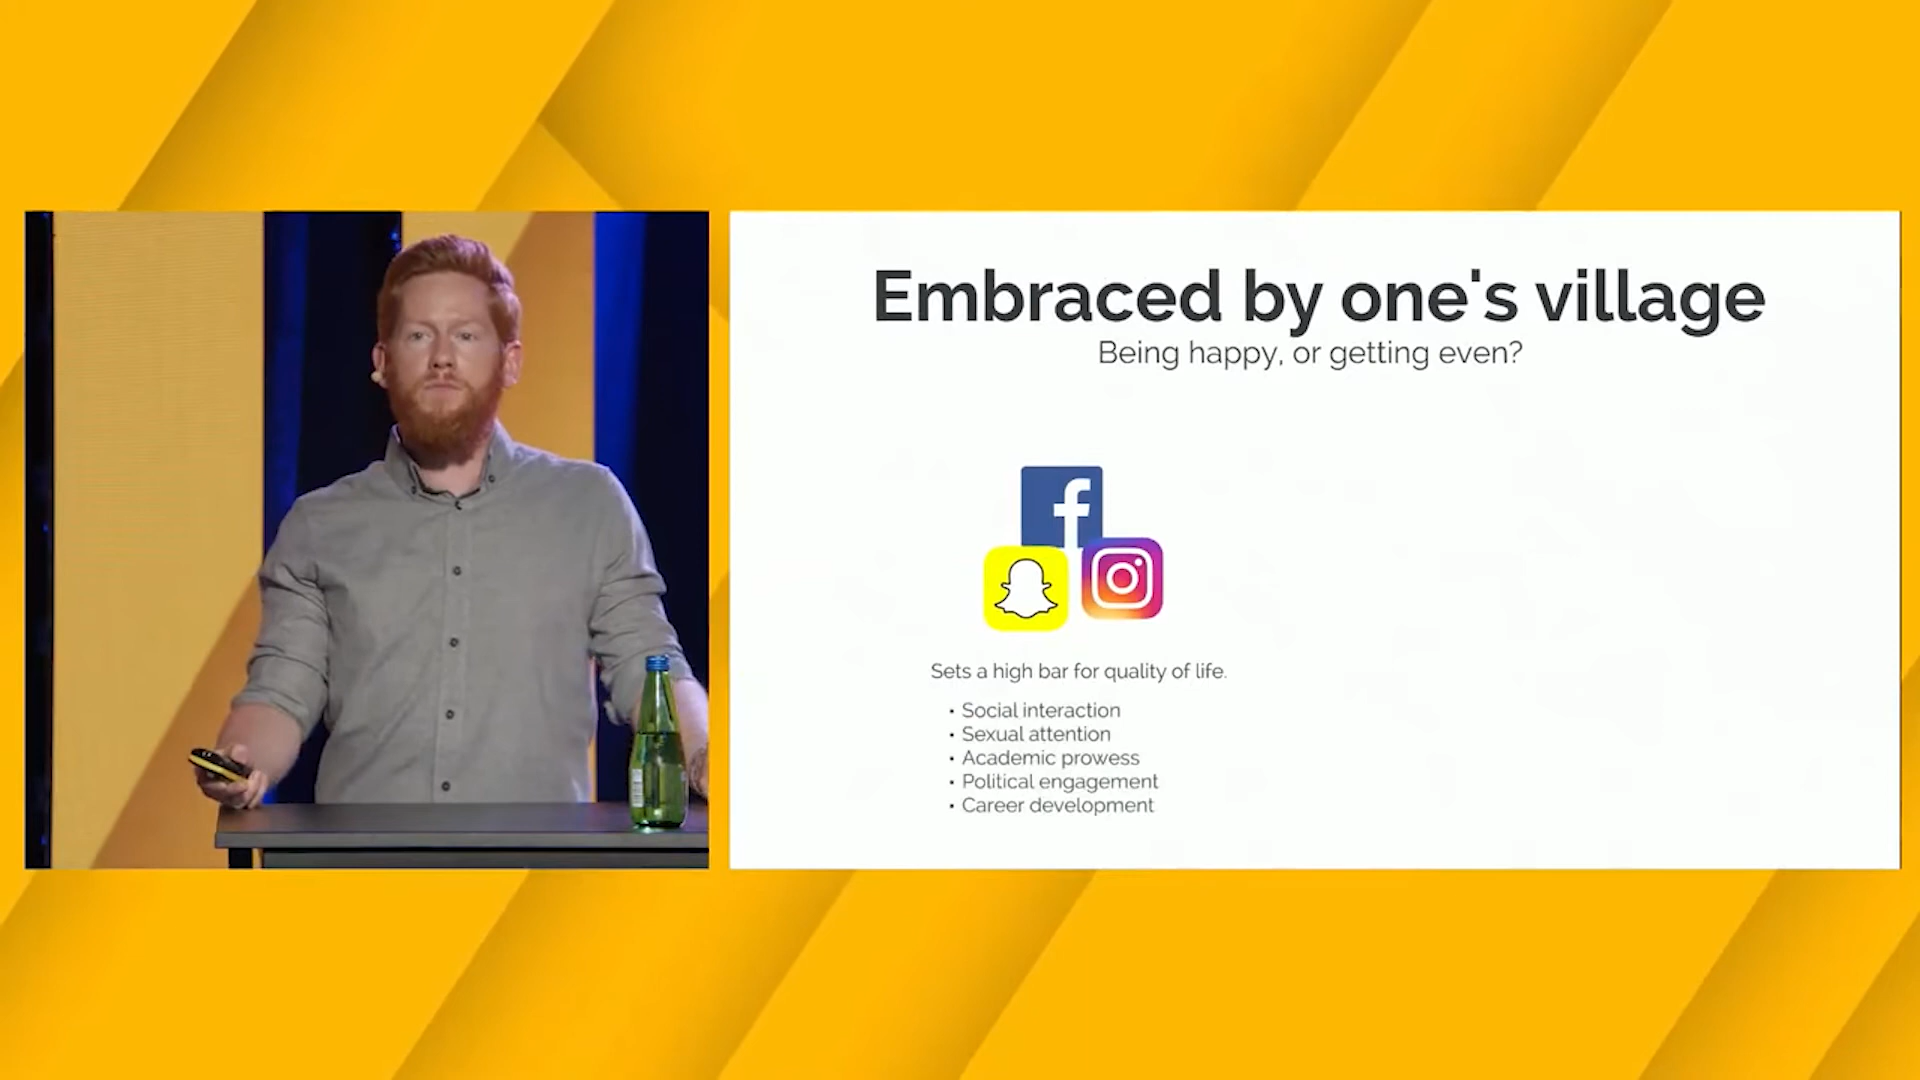 Embraced by one's village
Being happy, or getting even?
f
Sets a high bar for quality of life.
• Social interaction
• Sexual attention
• Academic prowess
• Political engagement
• Career development